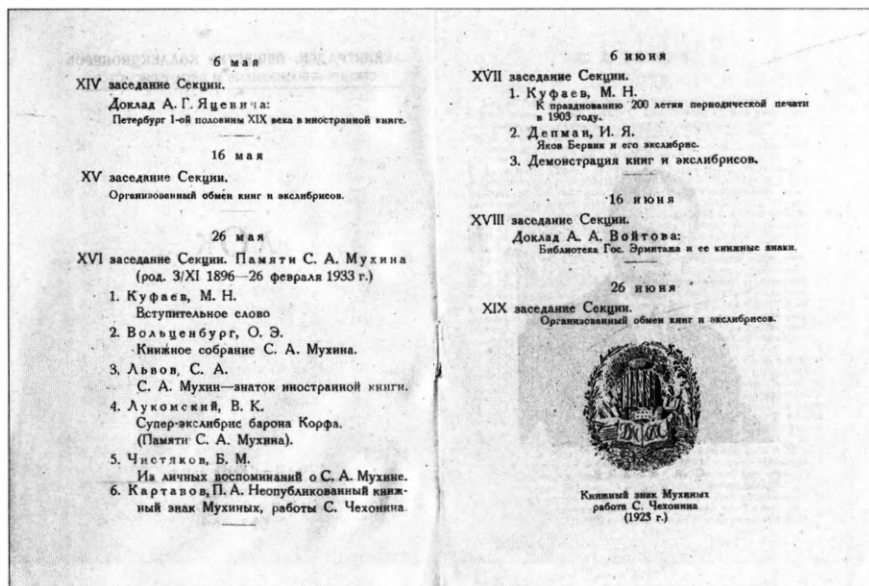 6 мая
XIV заседание Секции.
Доклад А. Г. Яцевича:
Петербург 1-ой половины XIX века в иностранной книге.
16 мая
XV заседание Секции.
Организованный обмен книг и экслибрисов.
26 мая
XVI заседание Секции. Памяти С. А. Мухина
(род. 3/XI 1896—26 февраля 1933 г.)
1. Куфаев, М. Н.
Вступительное слово
2. Вольценбург, О. Э.
Книжное собрание С. А. Мухина.
3. Львов, С. А.
С. А. Мухин—знаток иностранной книги.
4. Лукомский, В. К.
Супер-экслибрис барона Корфа.
(Памяти С. А. Мухина).
5. Чистяков, Б. М.
Из личных воспоминаний о С. А. Мухине.
6. Картавов, П. А. Неопубликованный книж-
ный знак Мухиных, работы С. Чехонина.
6 июня
XVII заседание Секции.
1. Куфаев, М. Н.
К празднованию 200 летия периодической печати
в 1903 году.
2. Депман, И. Я.
Яков Бервик и его экслибрис.
3. Демонстрация книг и экслибрисов.
16 июня
XVIII заседание Секции.
Доклад А. А. Войтова:
Библиотека Гос. Эрмитажа и ее книжные знаки.
26 июня
XIX заседание Секции.
Организованный обмен книг и экслибрисов.
Книжный знак Мухиных
работа С. Чехонина
(1923 г.)